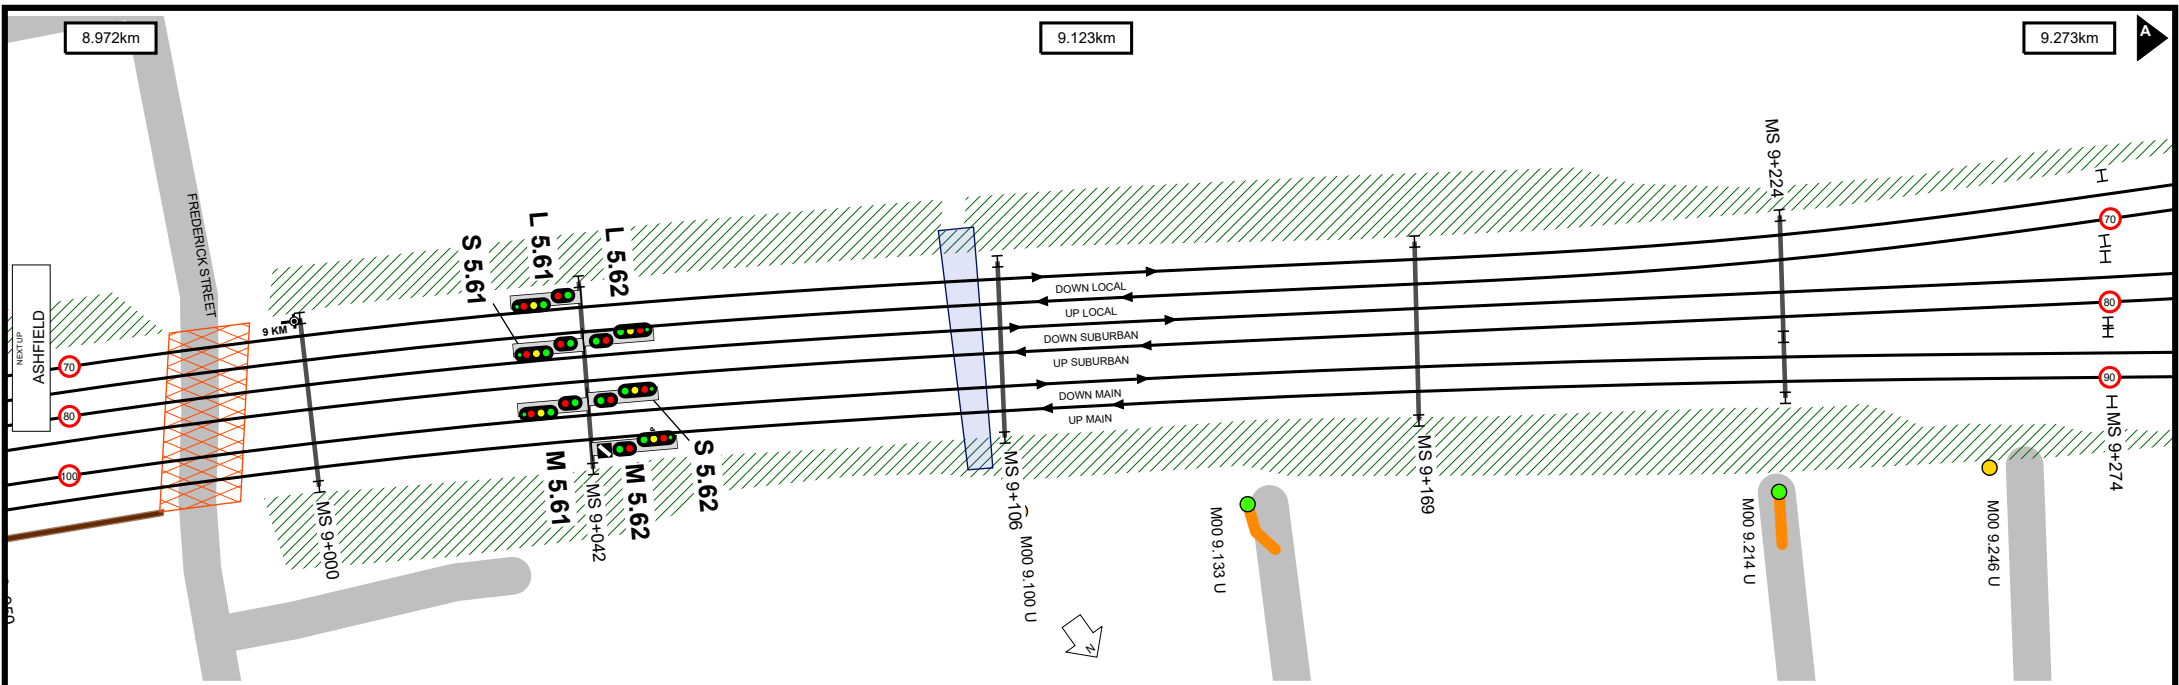 8.972km
9.123km
9.273km
A
FREDERICK STREET
NEXT UP
ASHFIELD
9 KM
70
80
100
S 5.61
L 5.61
L 5.62
M 5.61
M 5.62
S 5.62
MS 9+000
MS 9+042
MS 9+106
MS 9+169
MS 9+224
MS 9+274
DOWN LOCAL
UP LOCAL
DOWN SUBURBAN
UP SUBURBAN
DOWN MAIN
UP MAIN
70
80
90
M00 9.100 U
M00 9.133 U
M00 9.214 U
M00 9.246 U
N